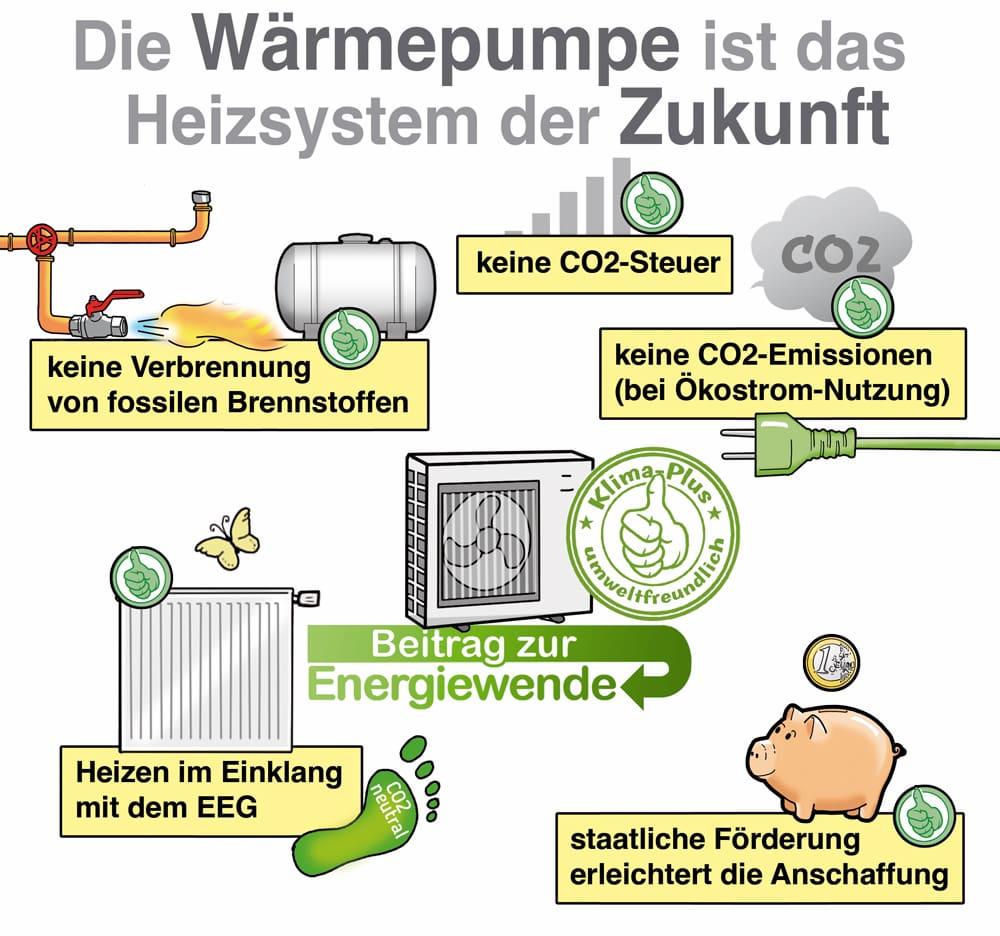 Die Wärmepumpe ist das
Heizsystem der Zukunft
keine CO2-Steuer
CO2
keine Verbrennung
von fossilen Brennstoffen
keine CO2-Emissionen
(bei Ökostrom-Nutzung)
Klima-Plus
umweltfreundlich
Beitrag zur
Energiewende
Heizen im Einklang
mit dem EEG
CO2
neutral
1
staatliche Förderung
erleichtert die Anschaffung